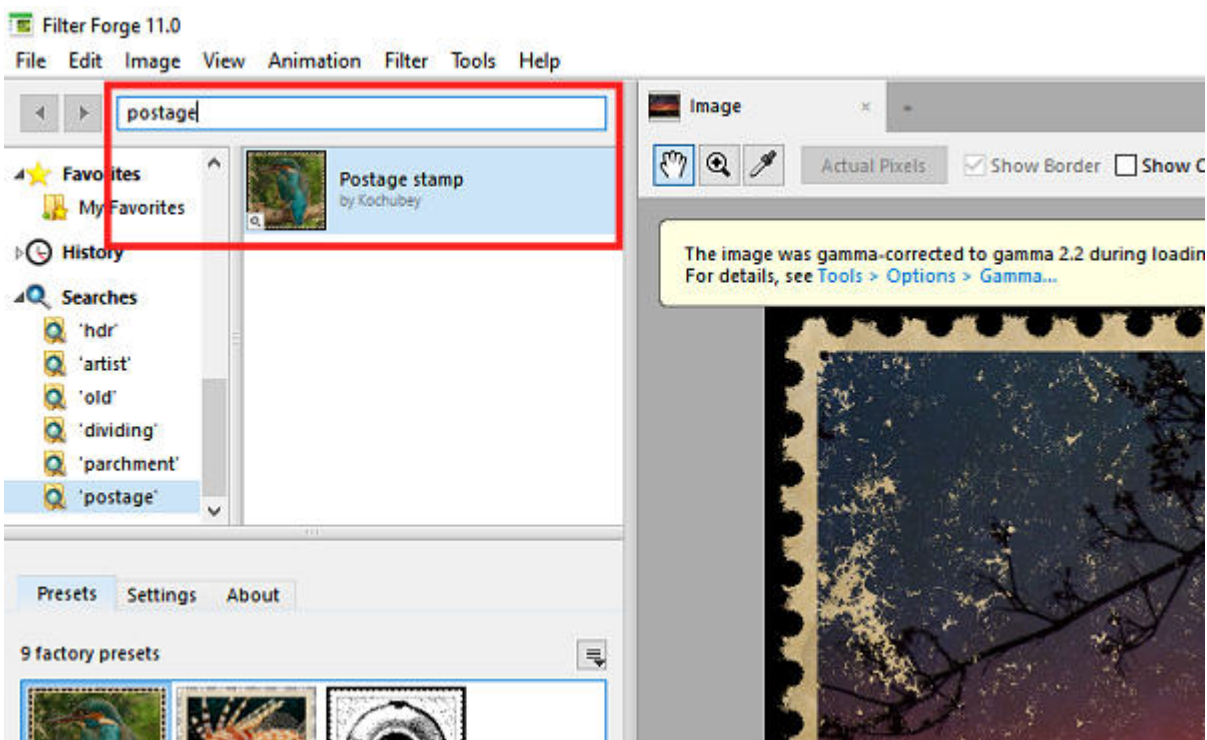 Filter Forge 11.0
File Edit Image View Animation Filter Tools Help
postage
Favorites
My Favorites
History
Searches
'hdr'
'artist'
'old'
'dividing'
'parchment'
'postage'
Postage stamp
by Kochubey
Presets Settings About
9 factory presets
Image
Actual Pixels Show Border Show
The image was gamma-corrected to gamma 2.2 during
For details, see Tools > Options > Gamma...